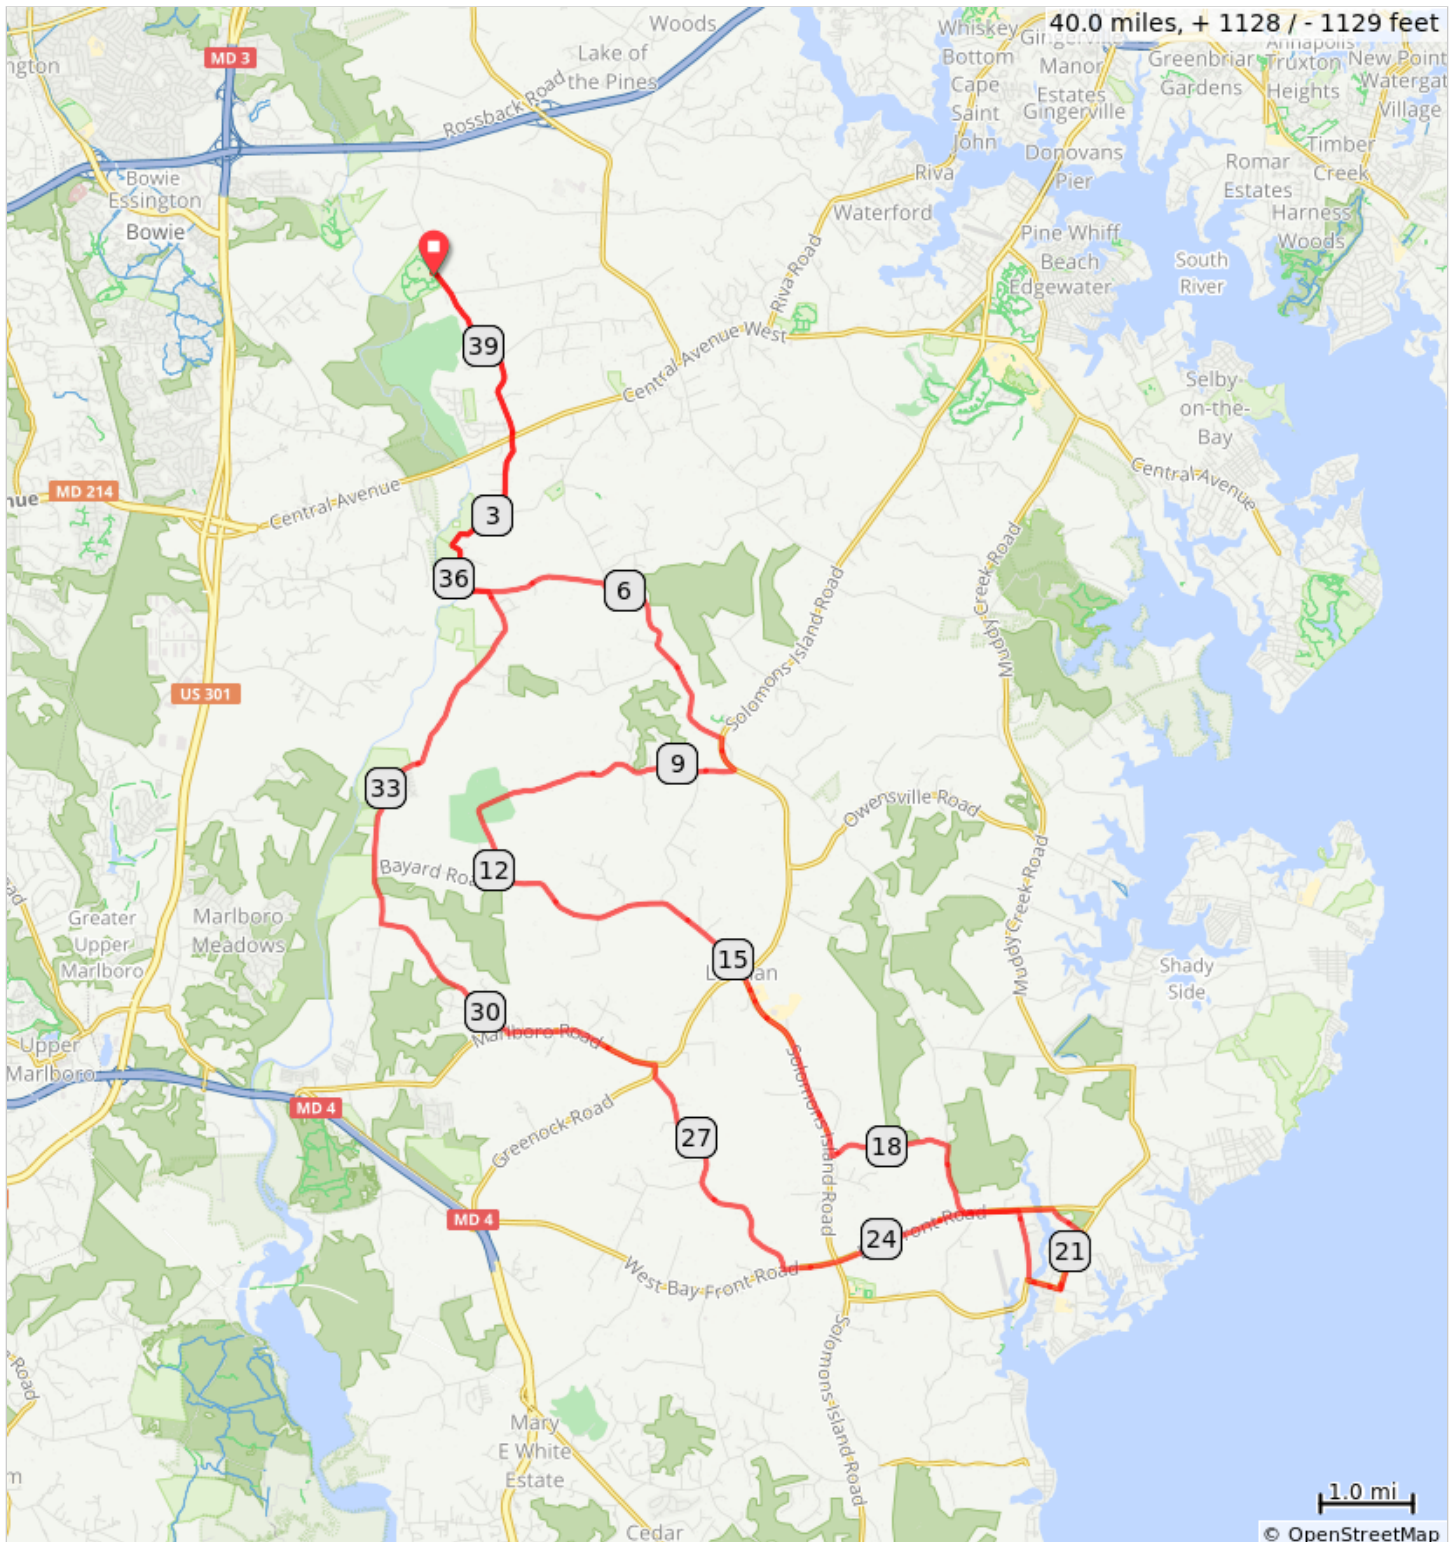 40.0 miles, + 1128 / - 1129 feet
Woods
Lake of
the Pines
Rossback Road
MD 3
ngton
Whiskey
Bottom
Cape
Saint
John
Gingerville
Manor
Estates
Gingerville
Donovans
Pier
Greenbriar
Gardens
Annapolis
Truxton
Heights
New Point
Watergat
Village
Timber
Creek
Romar
Estates
Harness
Woods
Bowie
Essington
Bowie
Riva
Waterford
Riva Road
Pine Whiff
Beach
Edgewater
South
River
39
Central Avenue West
Selby
on-the-
Bay
Central Avenue
MD 214
nue
Central Avenue
3
36
6
Solomons Island Road
Muddy Creek Road
US 301
9
33
Owensville Road
Bayard Roa
12
Muddy Creek Road
Greater
Upper
Marlboro
Marlboro
Meadows
15
Shady
Side
30
Marlboro Road
Upper
Marlboro
Solomons Island Road
MD 4
Greenock Road
27
18
MD 4
24
Front Road
21
West Bay Front Road
Solomons Island Road
Road
Mary
E White
Estate
m
Cedar
1.0 mi
© OpenStreetMap